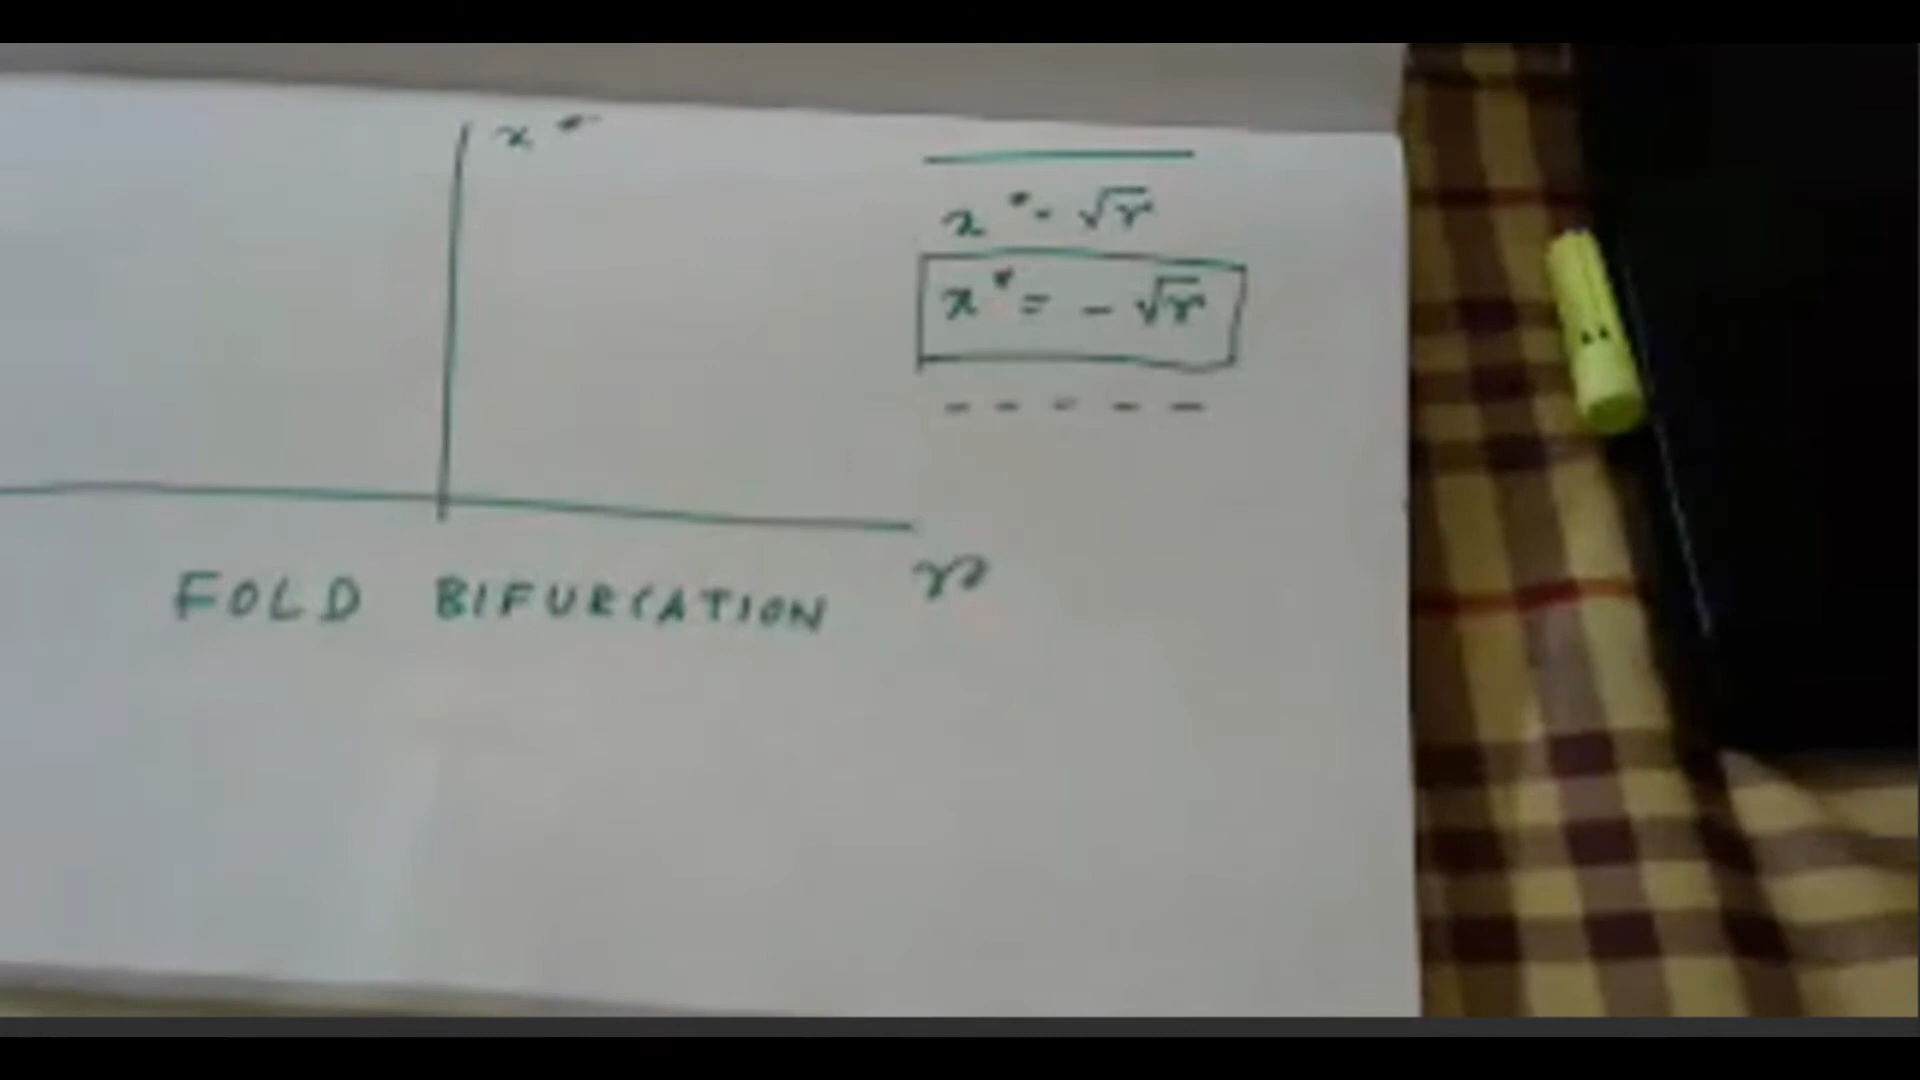 x*
x* = √r
x* = - √r
r
FOLD BIFURCATION